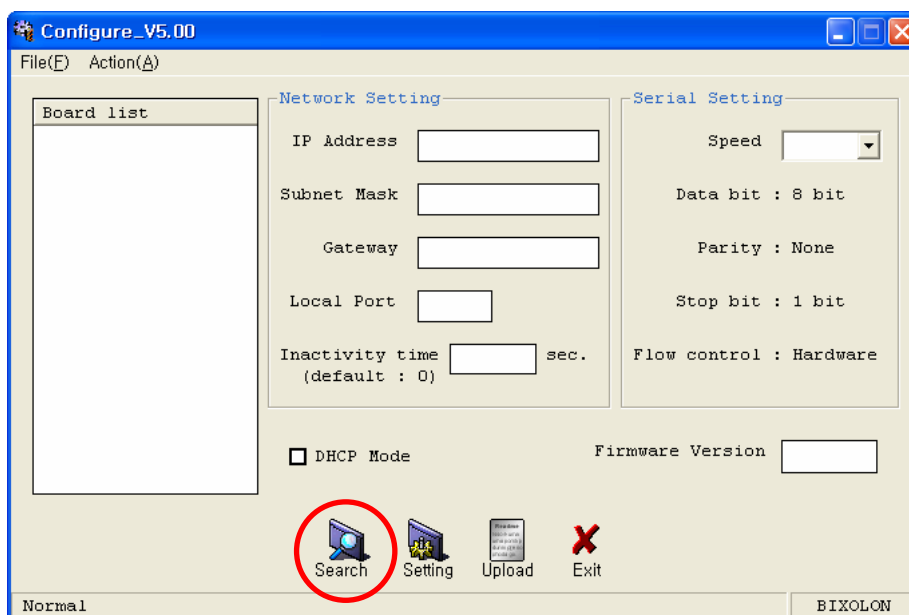 Configure_V5.00
File(F) Action(A)
Board list
Network Setting
IP Address
Subnet Mask
Gateway
Local Port
Inactivity time sec.
(default : 0)
Serial Setting
Speed
Data bit : 8 bit
Parity : None
Stop bit : 1 bit
Flow control : Hardware
DHCP Mode
Firmware Version
Search Setting Upload Exit
Normal BIXOLON